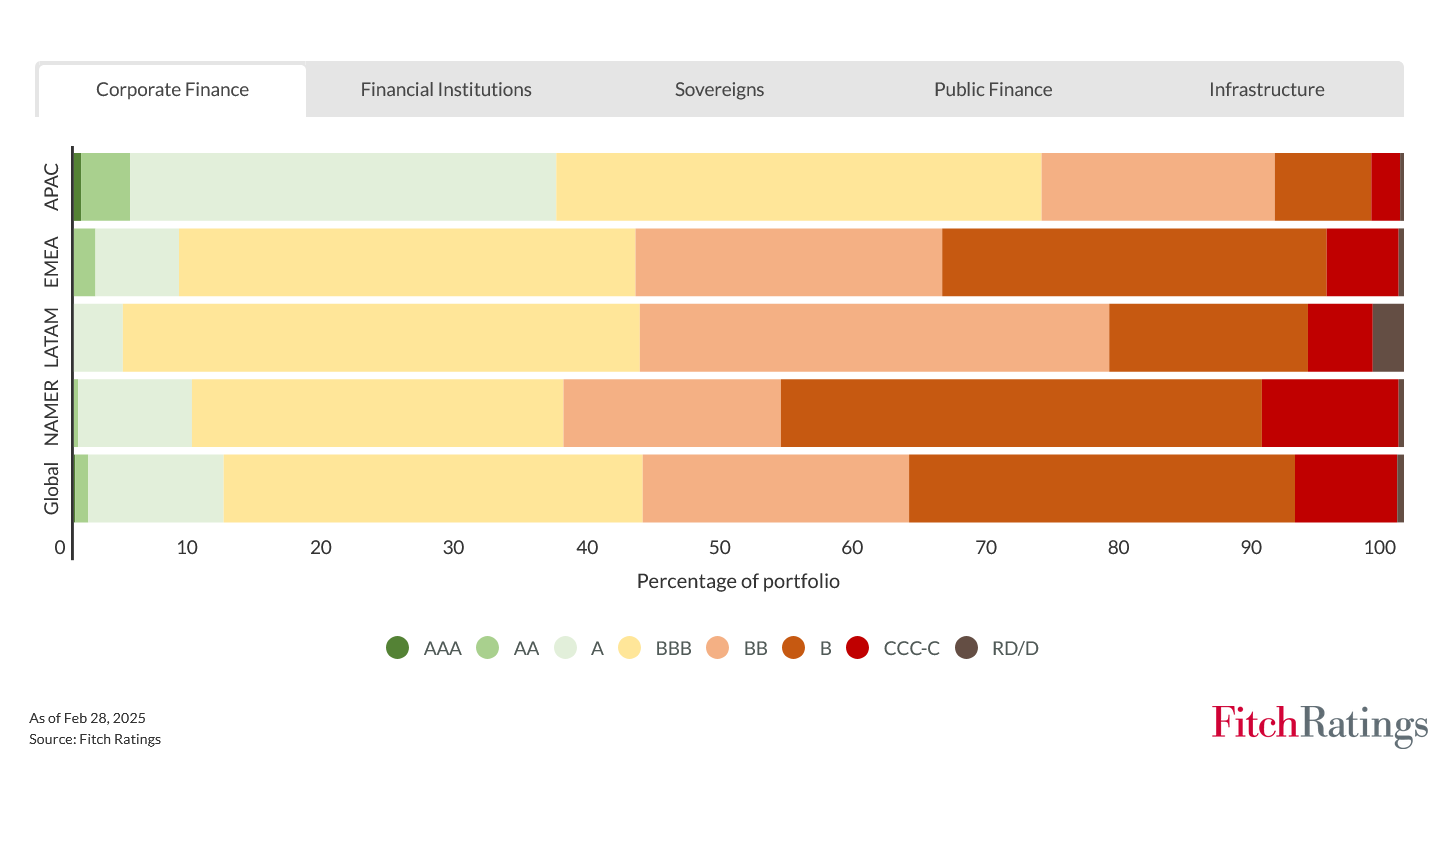 Corporate Finance
Financial Institutions
Sovereigns
Public Finance
Infrastructure
APAC
EMEA
LATAM
NAMER
Global
0 10 20 30 40 50 60 70 80 90 100
Percentage of portfolio
AAA AA A BBB BB B CCC-C RD/D
As of Feb 28, 2025
Source: Fitch Ratings
FitchRatings